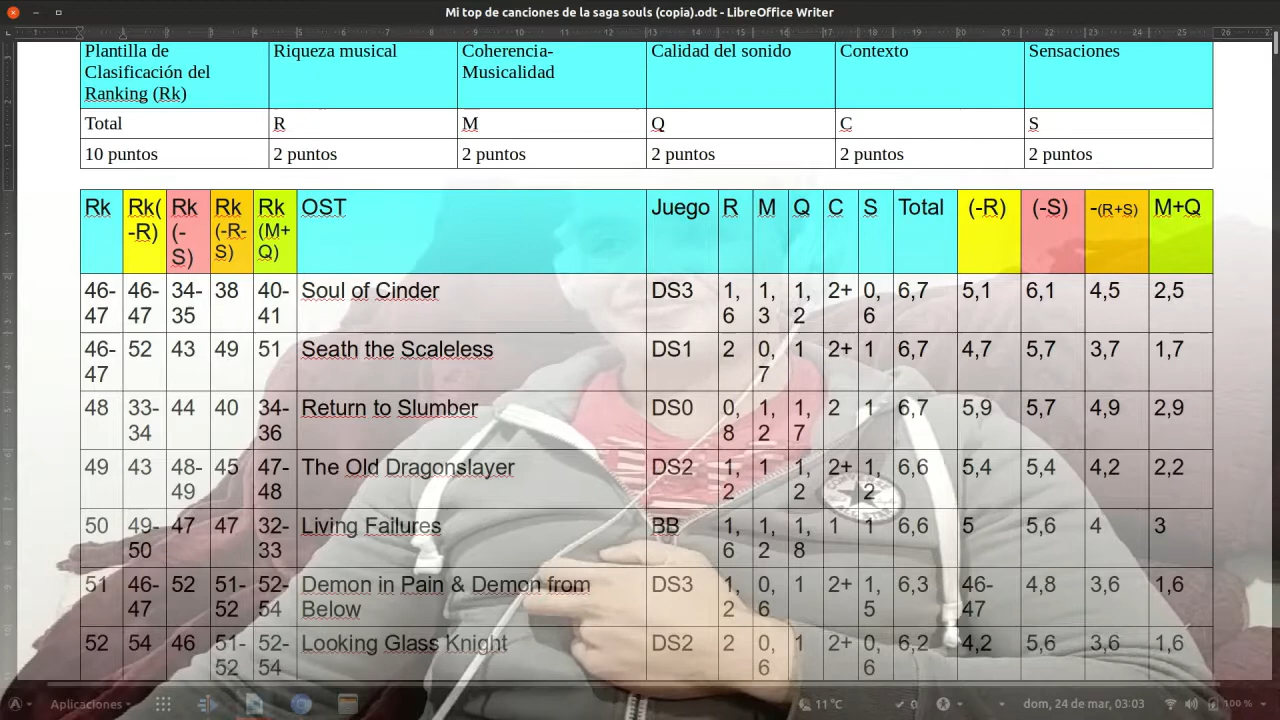 Mi top de canciones de la saga souls (copia).odt - LibreOffice Writer
Plantilla de Clasificación del Ranking (Rk) Riqueza musical Coherencia-Musicalidad Calidad del sonido Contexto Sensaciones
Total R M Q C S
10 puntos 2 puntos 2 puntos 2 puntos 2 puntos 2 puntos
Rk Rk(-R) Rk (-S) Rk (-R-S) Rk (M+Q) OST Juego R M Q C S Total (-R) (-S) -(R+S) M+Q
46-47 46-47 34-35 38 40-41 Soul of Cinder DS3 1,6 1,3 1,2 2+ 0,6 6,7 5,1 6,1 4,5 2,5
46-47 52 43 49 51 Seath the Scaleless DS1 2 0,7 1 2+ 1 6,7 4,7 5,7 3,7 1,7
48 33-34 44 40 34-36 Return to Slumber DS0 0,8 1,2 1,7 2 1 6,7 5,9 5,7 4,9 2,9
49 43 48-49 45 47-48 The Old Dragonslayer DS2 1,2 1 1,2 2+ 1,2 6,6 5,4 5,4 4,2 2,2
50 49-50 47 47 32-33 Living Failures BB 1,6 1,2 1,8 1 1 6,6 5 5,6 4 3
51 46-47 52 51-52 52-54 Demon in Pain & Demon from Below DS3 1,2 0,6 1 2+ 1,5 6,3 46-47 4,8 3,6 1,6
52 54 46 51-52 52-54 Looking Glass Knight DS2 2 0,6 1 2+ 0,6 6,2 4,2 5,6 3,6 1,6
Aplicaciones 11 °C 0 dom, 24 de mar, 03:03 100 %